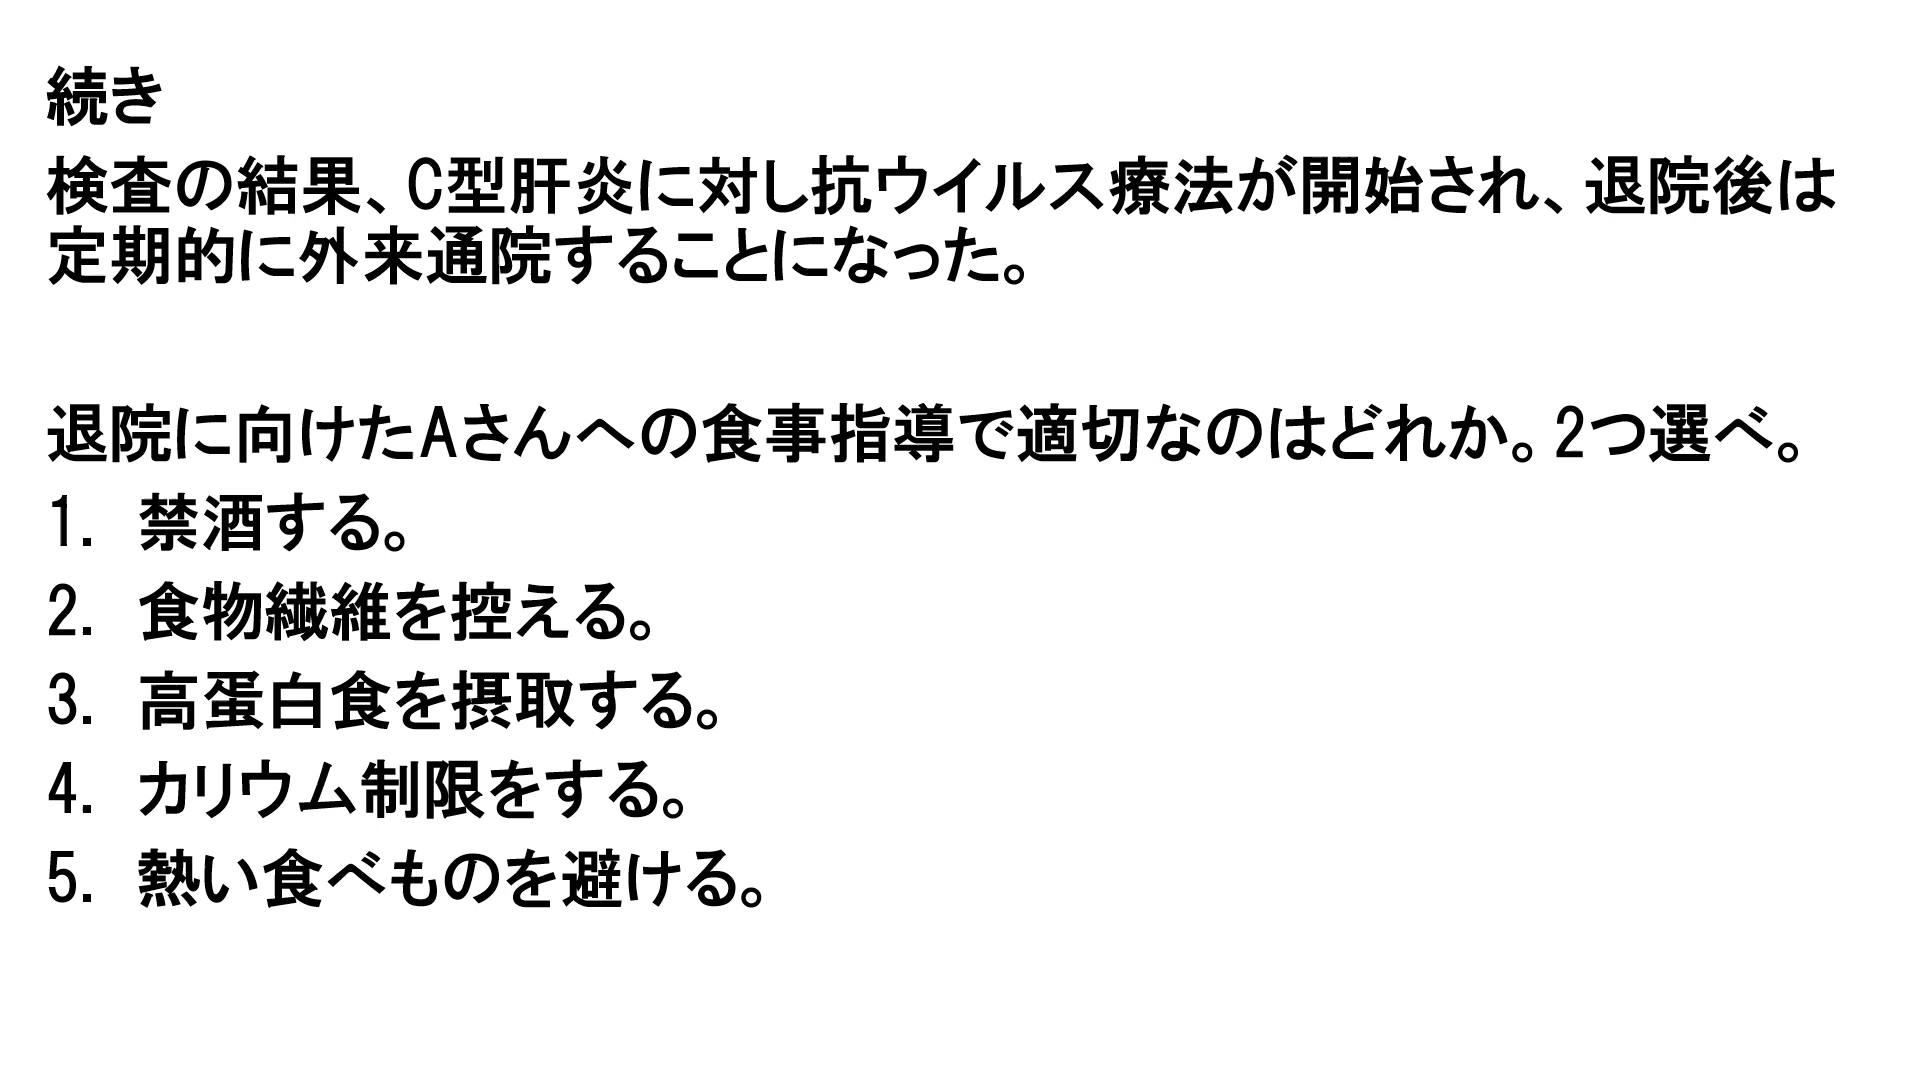 続き
検査の結果、C型肝炎に対し抗ウイルス療法が開始され、退院後は
定期的に外来通院することになった。
退院に向けたAさんへの食事指導で適切なのはどれか。2つ選べ。
1. 禁酒する。
2. 食物繊維を控える。
3. 高蛋白食を摂取する。
4. カリウム制限をする。
5. 熱い食べものを避ける。